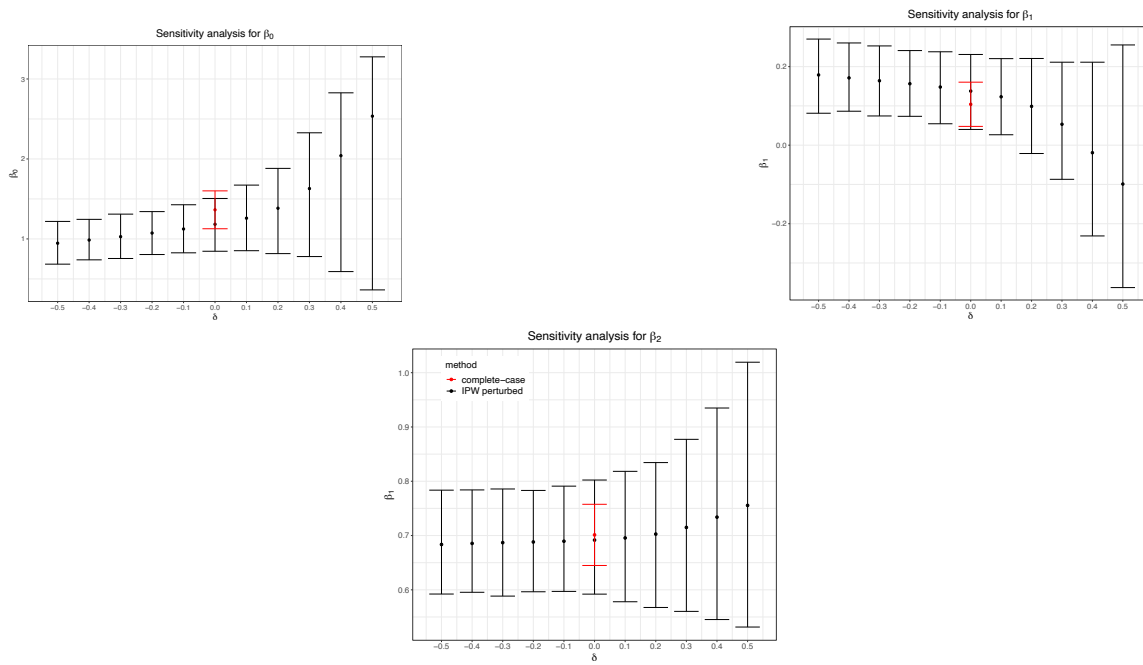 Sensitivity analysis for β0
3
2
1
β0
−0.5 −0.4 −0.3 −0.2 −0.1 0.0 0.1 0.2 0.3 0.4 0.5
δ
Sensitivity analysis for β1
0.2
0.0
−0.2
β1
−0.5 −0.4 −0.3 −0.2 −0.1 0.0 0.1 0.2 0.3 0.4 0.5
δ
Sensitivity analysis for β2
method
complete−case
IPW perturbed
1.0
0.9
0.8
0.7
0.6
β1
−0.5 −0.4 −0.3 −0.2 −0.1 0.0 0.1 0.2 0.3 0.4 0.5
δ